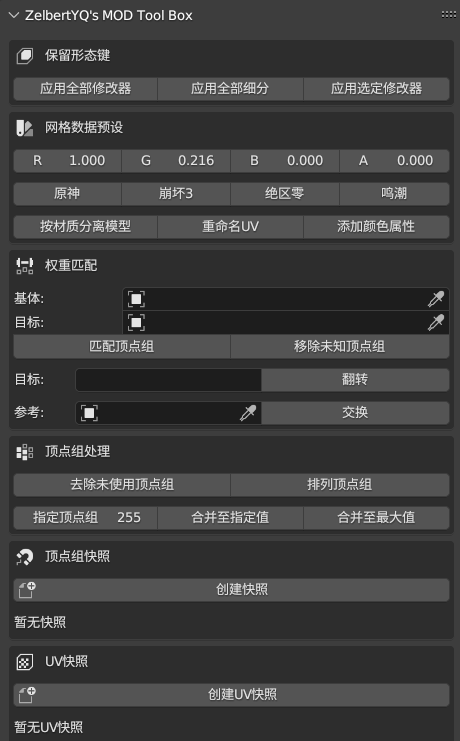 ZelbertYQ's MOD Tool Box
保留形态键
应用全部修改器 应用全部细分 应用选定修改器
网格数据预设
R 1.000 G 0.216 B 0.000 A 0.000
原神 崩坏3 绝区零 鸣潮
按材质分离模型 重命名UV 添加颜色属性
权重匹配
基体:
目标:
匹配顶点组 移除未知顶点组
目标: 翻转
参考: 交换
顶点组处理
去除未使用顶点组 排列顶点组
指定顶点组 255 合并至指定值 合并至最大值
顶点组快照
创建快照
暂无快照
UV快照
创建UV快照
暂无UV快照